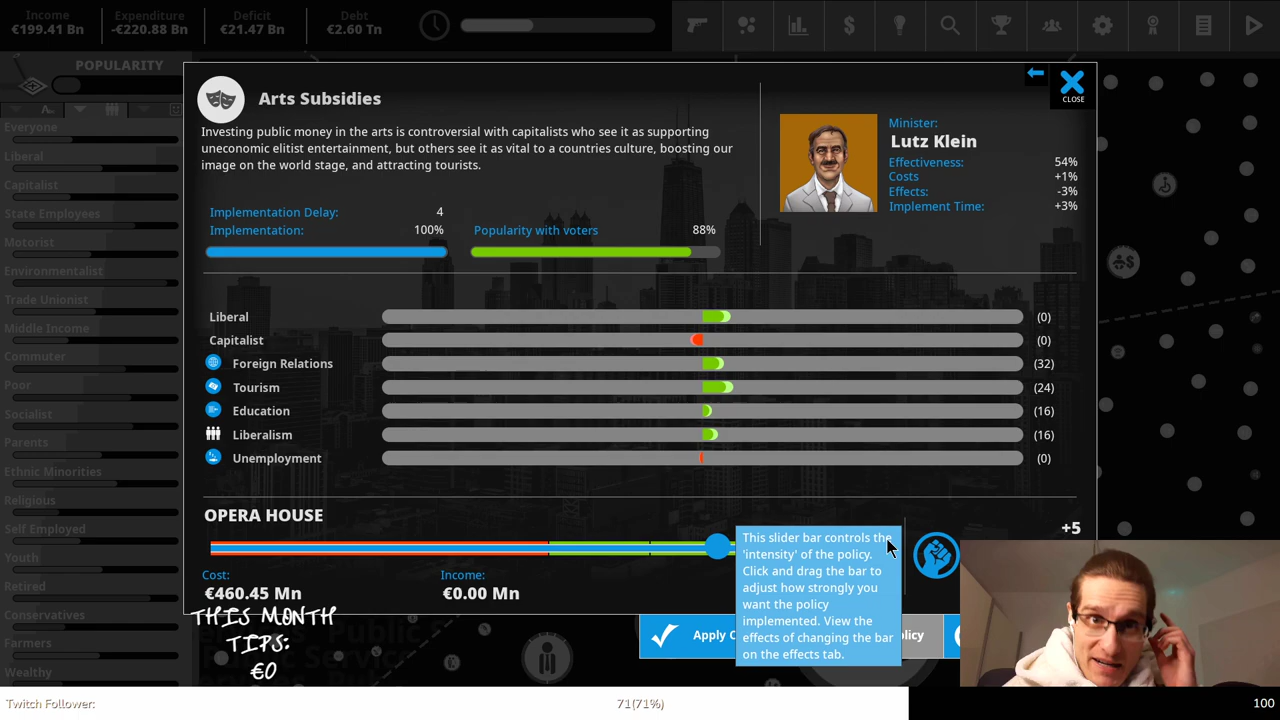 Income
€199.41 Bn
Expenditure
-€220.88 Bn
Deficit
€21.47 Bn
Debt
€2.60 Tn
POPULARITY
Everyone
Liberal
Capitalist
State Employees
Motorist
Environmentalist
Trade Unionist
Middle Income
Commuter
Poor
Socialist
Parents
Ethnic Minorities
Religious
Self Employed
Youth
Retired
Conservatives
Farmers
Wealthy
Arts Subsidies
CLOSE
Investing public money in the arts is controversial with capitalists who see it as supporting
uneconomic elitist entertainment, but others see it as vital to a countries culture, boosting our
image on the world stage, and attracting tourists.
Minister:
Lutz Klein
Effectiveness: 54%
Costs +1%
Effects: -3%
Implement Time: +3%
Implementation Delay: 4
Implementation: 100%
Popularity with voters 88%
Liberal (0)
Capitalist (0)
Foreign Relations (32)
Tourism (24)
Education (16)
Liberalism (16)
Unemployment (0)
OPERA HOUSE
+5
This slider bar controls the
'intensity' of the policy.
Click and drag the bar to
adjust how strongly you
want the policy
implemented. View the
effects of changing the bar
on the effects tab.
Cost:
€460.45 Mn
Income:
€0.00 Mn
Apply
THIS MONTH
TIPS:
€0
Twitch Follower:
71(71%)
100